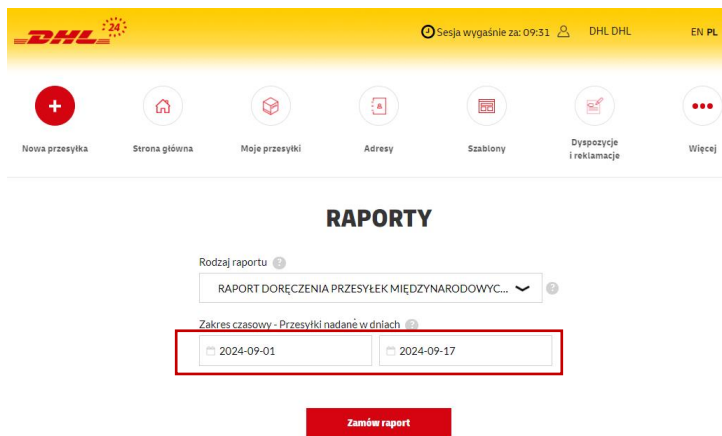 DHL 24
Sesja wygaśnie za: 09:31 DHL DHL EN PL
Nowa przesyłka
Strona główna
Moje przesyłki
Adresy
Szablony
Dyspozycje
i reklamacje
Więcej
RAPORTY
Rodzaj raportu ?
RAPORT DORĘCZENIA PRZESYŁEK MIĘDZYNARODOWYC... ?
Zakres czasowy - Przesyłki nadane w dniach ?
2024-09-01 2024-09-17
Zamów raport